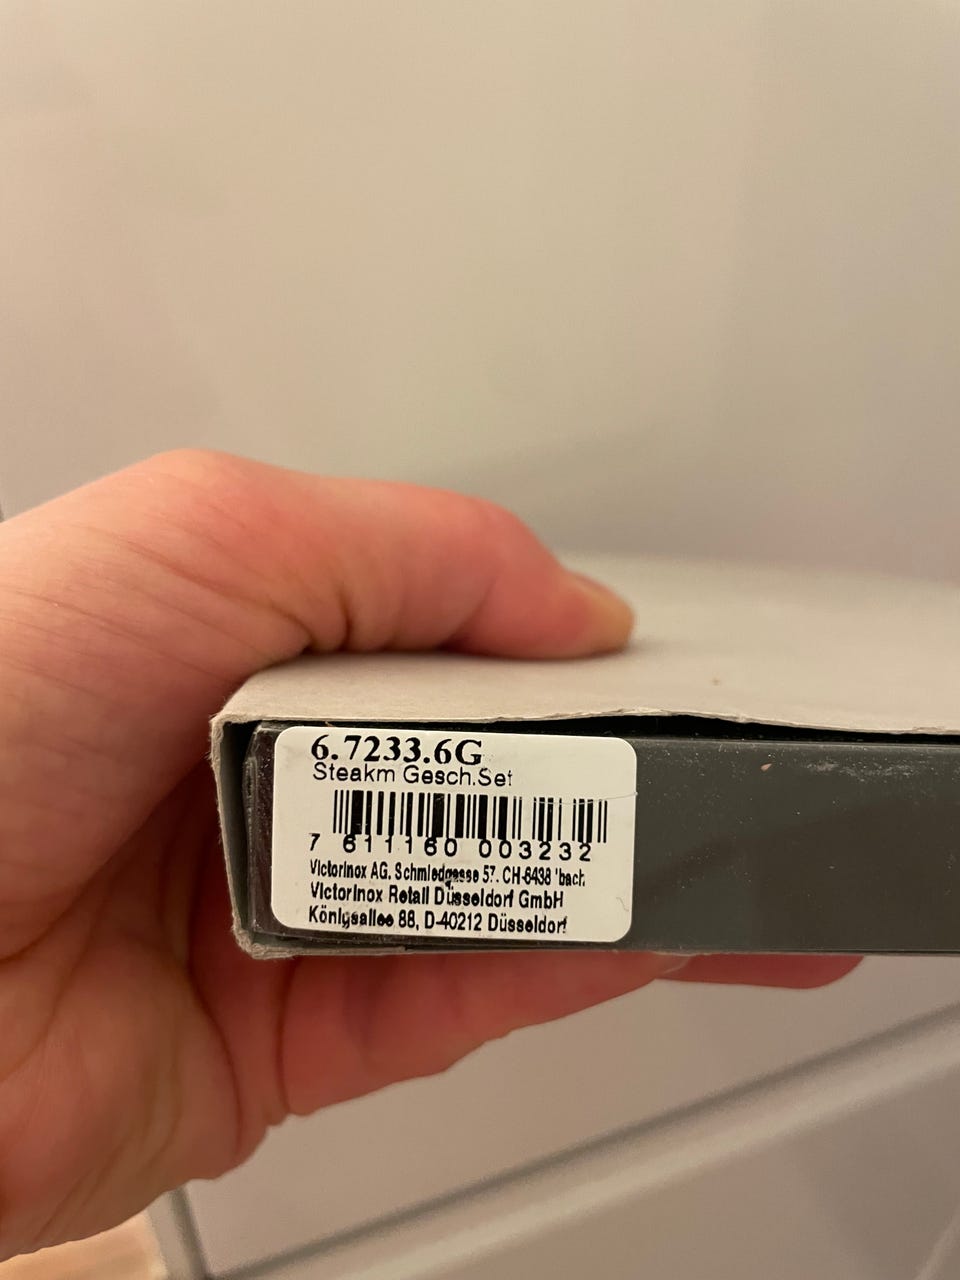 6.7233.6G
Steakm Gesch.Set
7 611160 003232
Victorinox AG, Schmiedgasse 57. CH-6438 'bach
Victorinox Retail Düsseldorf GmbH
Königsallee 88, D-40212 Düsseldorf